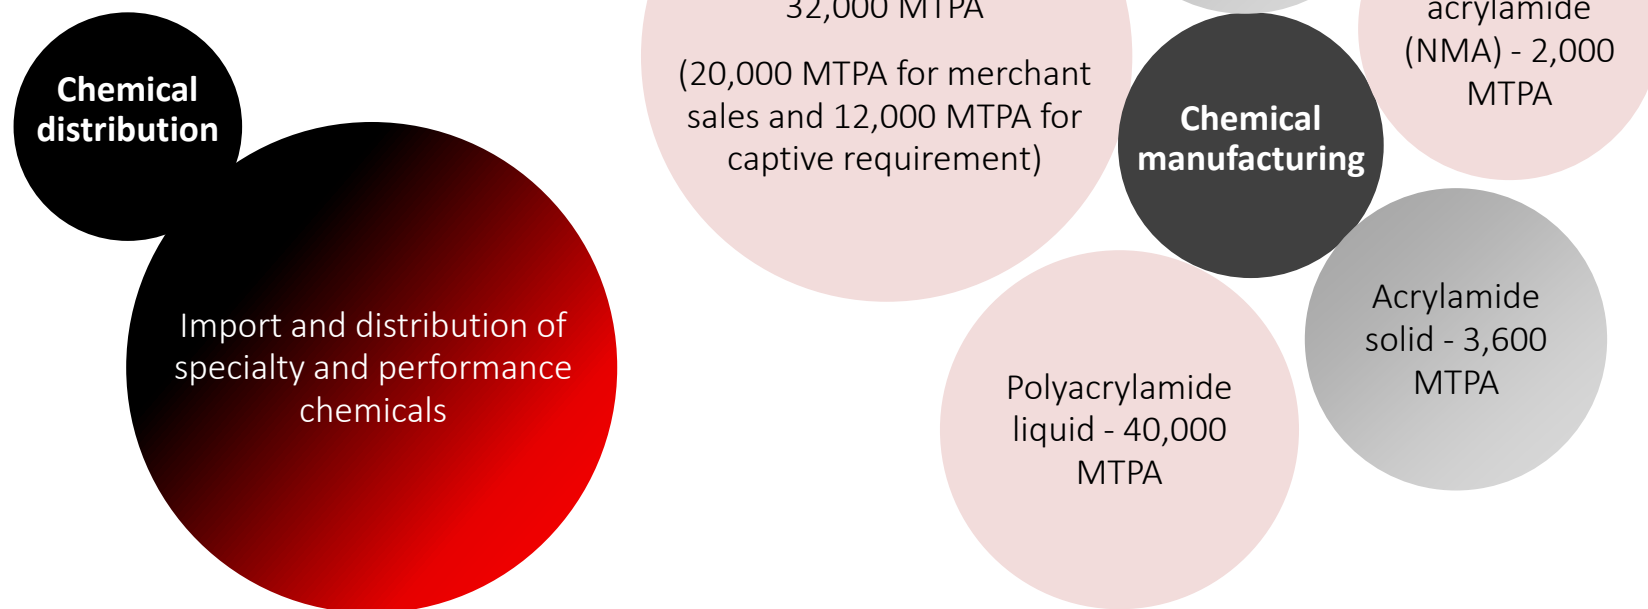 Chemical
distribution
Import and distribution of
specialty and performance
chemicals
32,000 MTPA
(20,000 MTPA for merchant
sales and 12,000 MTPA for
captive requirement)
Chemical
manufacturing
acrylamide
(NMA) - 2,000
MTPA
Acrylamide
solid - 3,600
MTPA
Polyacrylamide
liquid - 40,000
MTPA